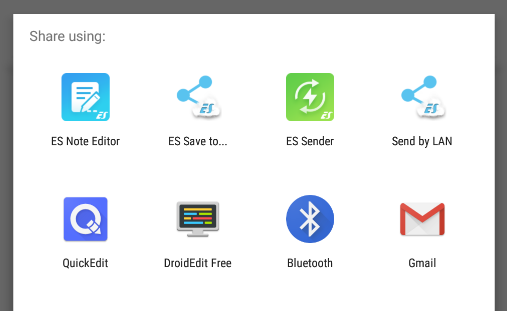 Share using:
ES Note Editor
ES Save to...
ES Sender
Send by LAN
QuickEdit
DroidEdit Free
Bluetooth
Gmail